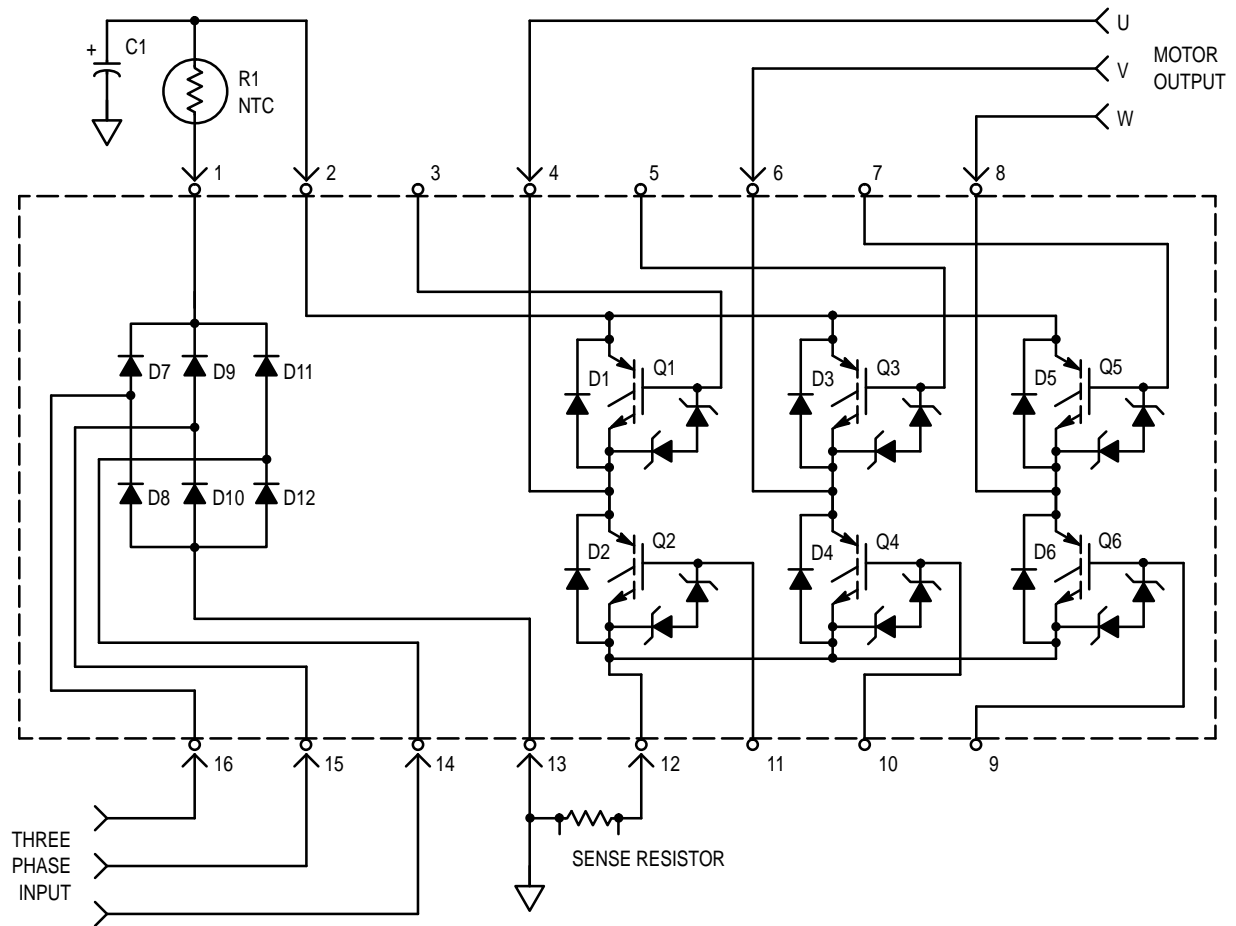 + C1
R1
NTC
U
V
W
MOTOR
OUTPUT
1
2
3
4
5
6
7
8
D7
D9
D11
D8
D10
D12
D1
Q1
D3
Q3
D5
Q5
D2
Q2
D4
Q4
D6
Q6
16
15
14
13
12
11
10
9
THREE
PHASE
INPUT
SENSE RESISTOR